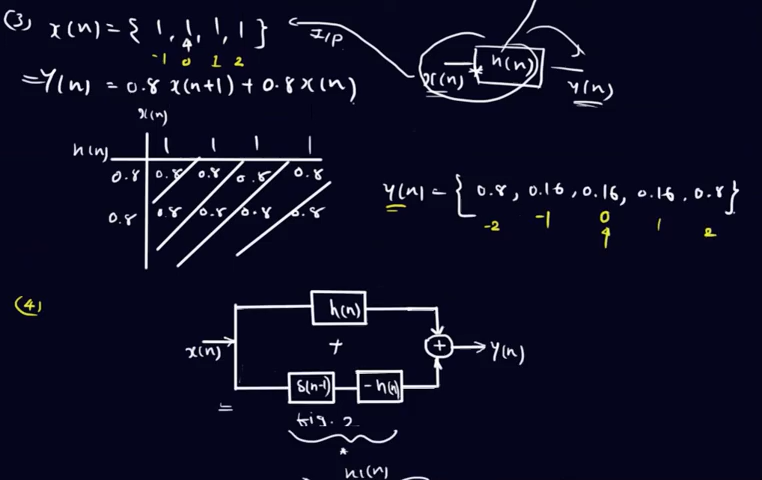 (3) x(n) = { 1, 1, 1, 1 }
-1 0 1 2
I/P
x(n) * h(n) y(n)
=Y(n) = 0.8 x(n+1) + 0.8 x(n)
x(n)
h(n) 1 1 1 1
0.8 0.8 0.8 0.8 0.8
0.8 0.8 0.8 0.8 0.8
y(n) = { 0.8, 0.16, 0.16, 0.16, 0.8 }
-2 -1 0 1 2
(4)
h(n)
x(n) + + y(n)
δ(n-1) -h(n)
=
Fig. 2
*
h1(n)